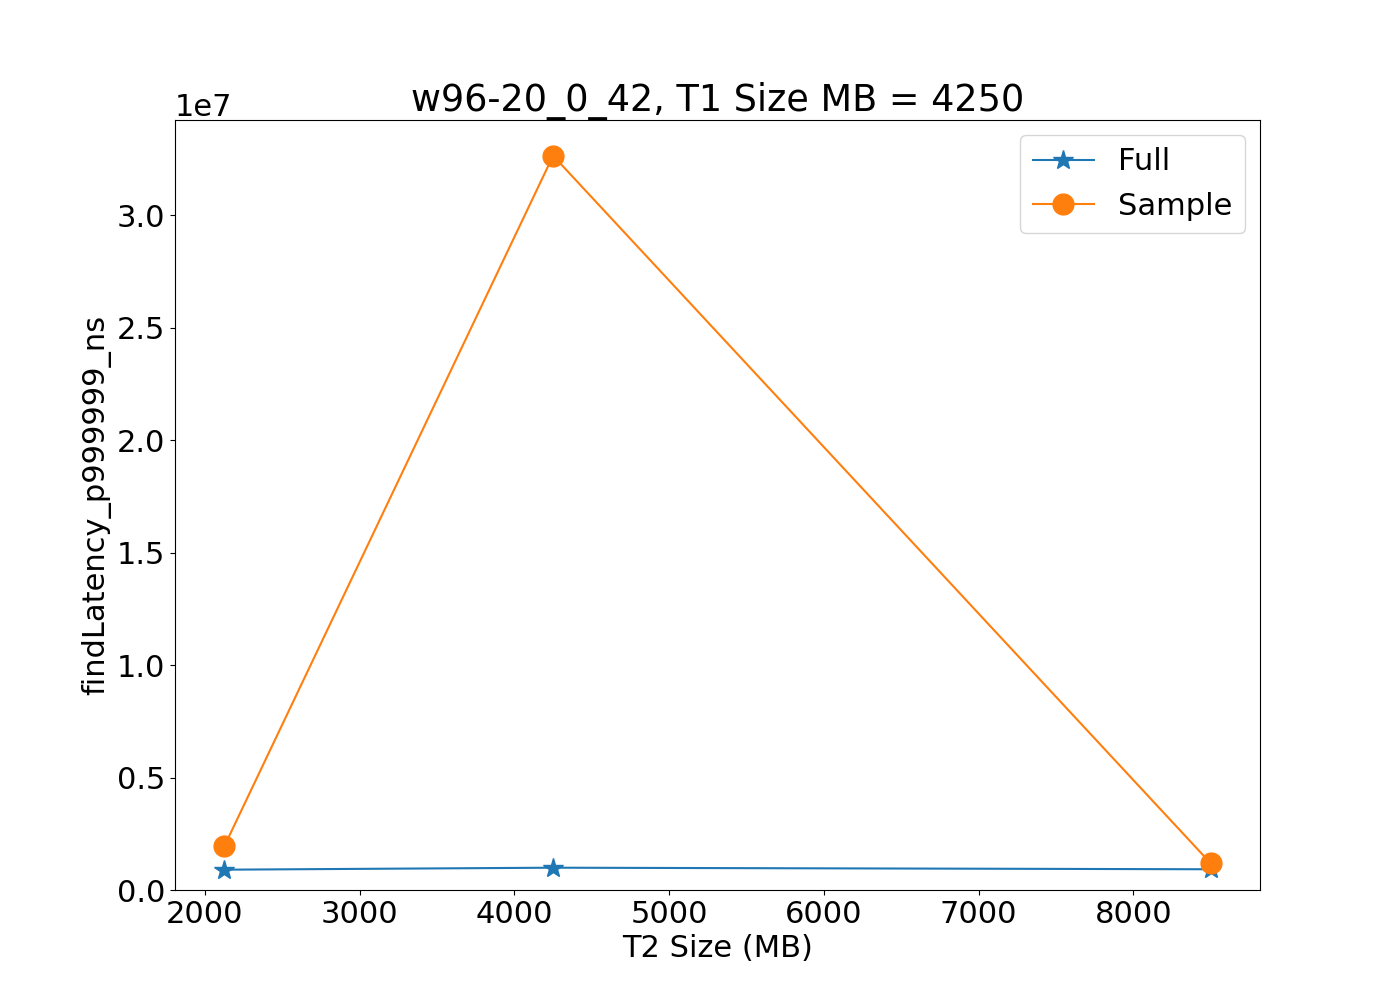 w96-20_0_42, T1 Size MB = 4250
1e7
Full
Sample
3.0
2.5
2.0
1.5
1.0
0.5
0.0
findLatency_p999999_ns
2000 3000 4000 5000 6000 7000 8000
T2 Size (MB)